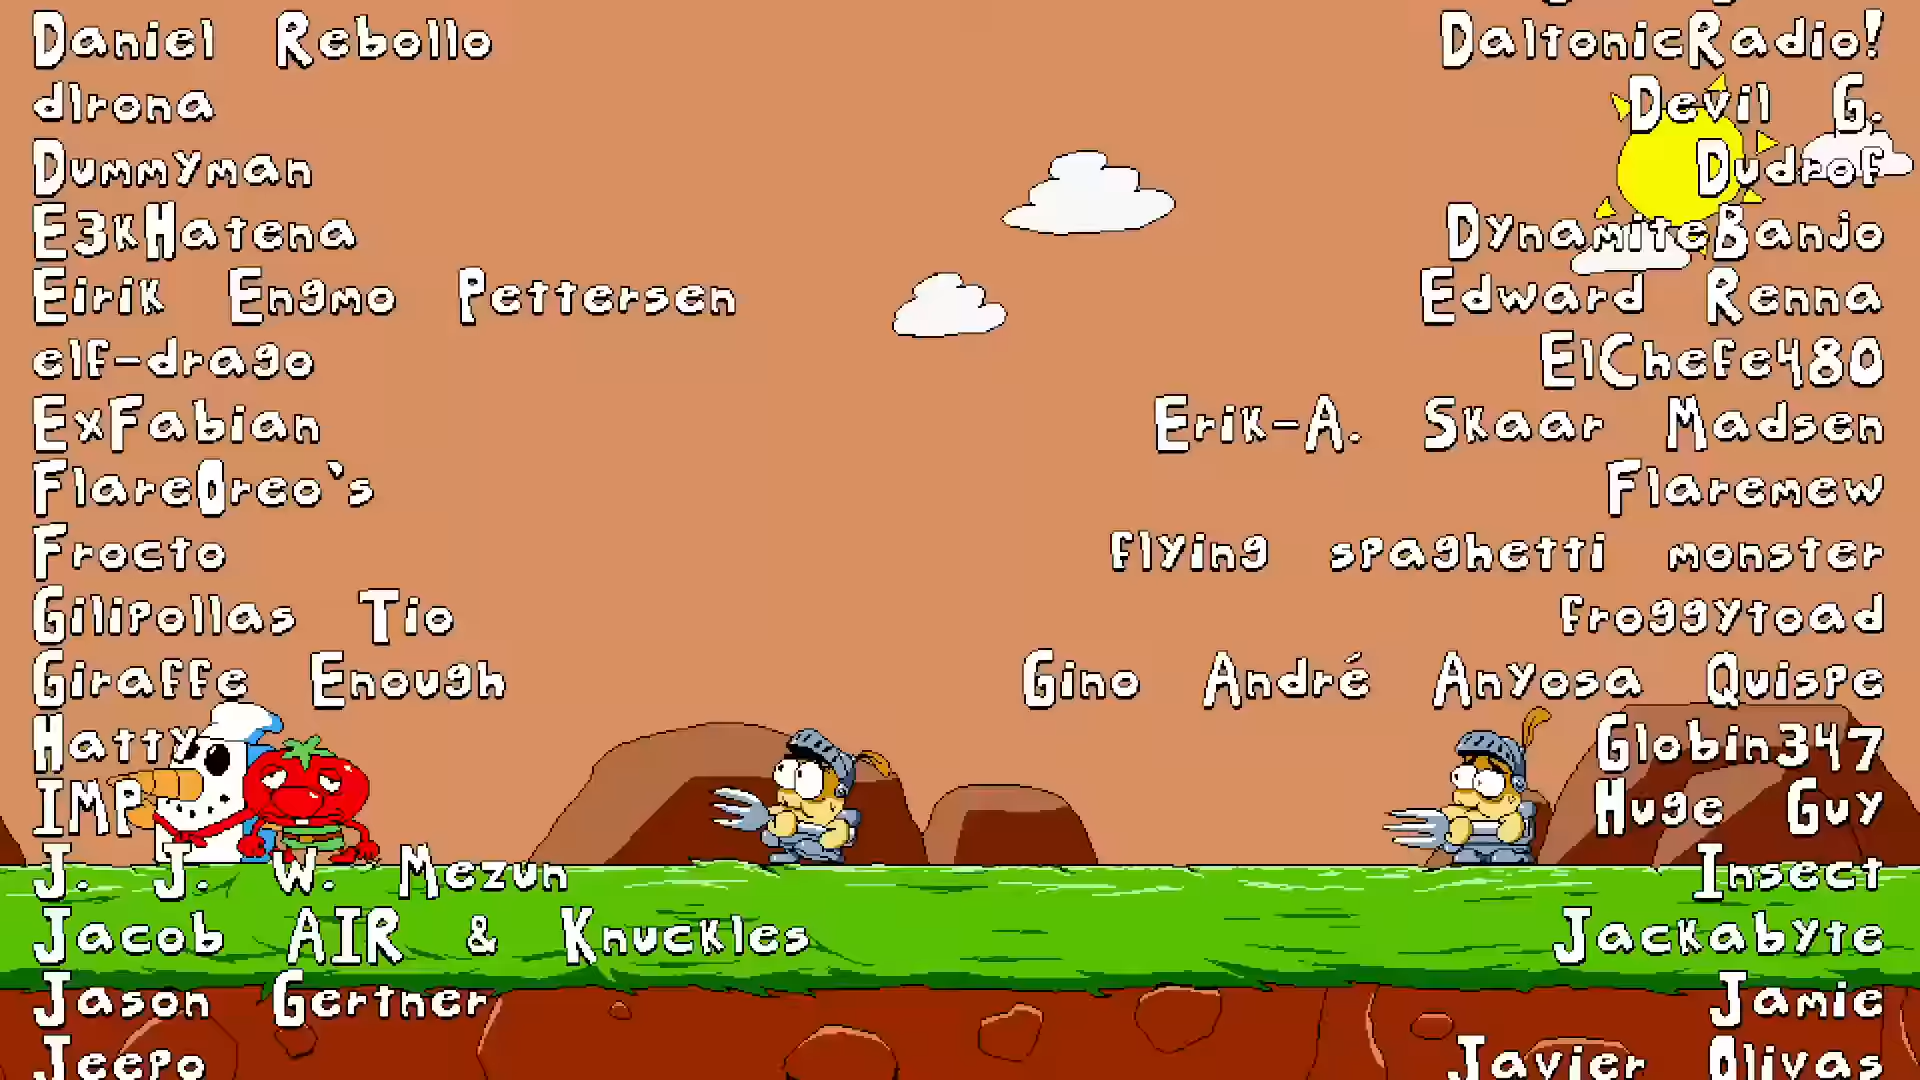 Daniel Rebollo
DaltonicRadio!
dlrona
Devil G.
Dummyman
Dudrof
E3kHatena
DynamiteBanjo
Eirik Engmo Pettersen
Edward Renna
elf-drago
ElChefe480
ExFabian
Erik-A. Skaar Madsen
FlareOreo's
Flaremew
Frocto
flying spaghetti monster
Gilipollas Tio
froggytoad
Giraffe Enough
Gino André Anyosa Quispe
Hatty
Globin347
IMP
Huge Guy
J. J. W. Mezun
Insect
Jacob AIR & Knuckles
Jackabyte
Jason Gertner
Jamie
Jeepo
Javier Olivas